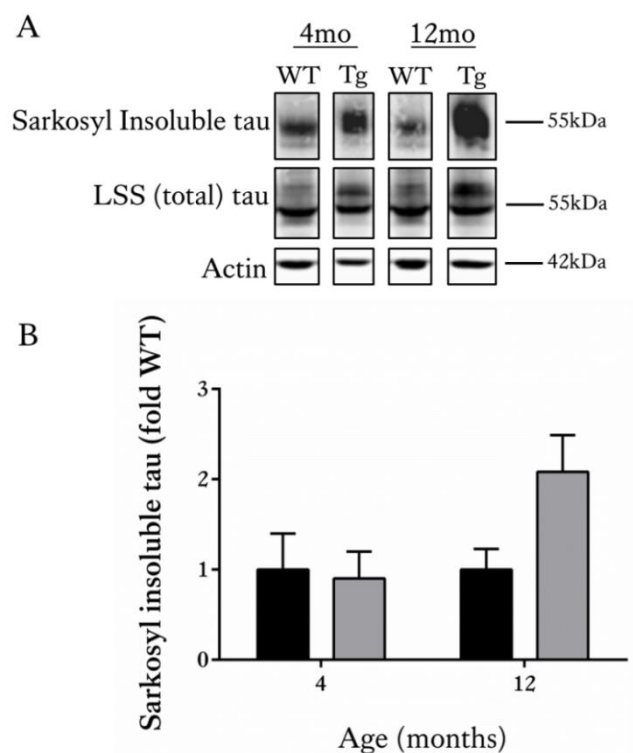 A
4mo 12mo
WT Tg WT Tg
Sarkosyl Insoluble tau 55kDa
LSS (total) tau 55kDa
Actin 42kDa
B
Sarkosyl insoluble tau (fold WT)
3
2
1
0
4 12
Age (months)